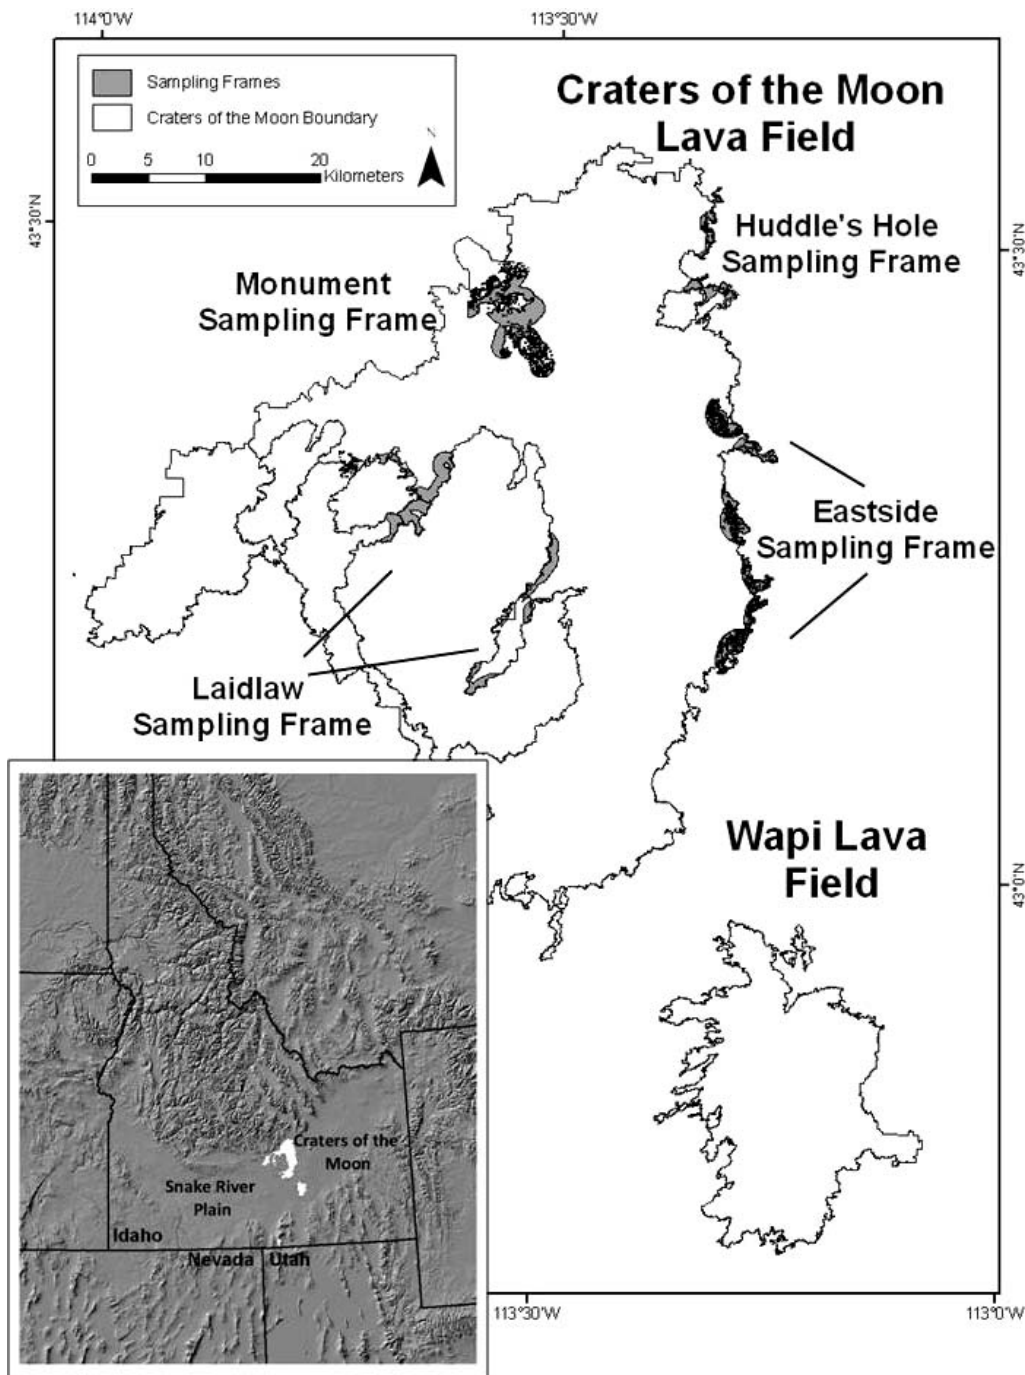 114°0'W
113°30'W
Sampling Frames
Craters of the Moon Boundary
N
0 5 10 20
Kilometers
Craters of the Moon
Lava Field
43°30'N
43°30'N
Huddle's Hole
Sampling Frame
Monument
Sampling Frame
Eastside
Sampling Frame
Laidlaw
Sampling Frame
Wapi Lava
Field
43°0'N
Craters of the
Moon
Snake River
Plain
Idaho
Nevada
Utah
113°30'W
113°0'W